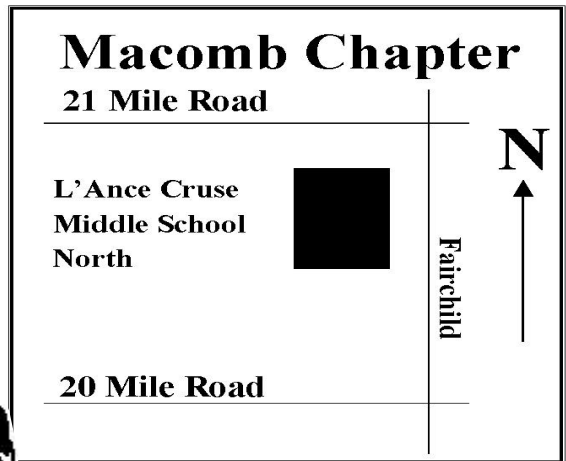 Macomb Chapter
21 Mile Road
N
L'Ance Cruse
Middle School
North
Fairchild
20 Mile Road